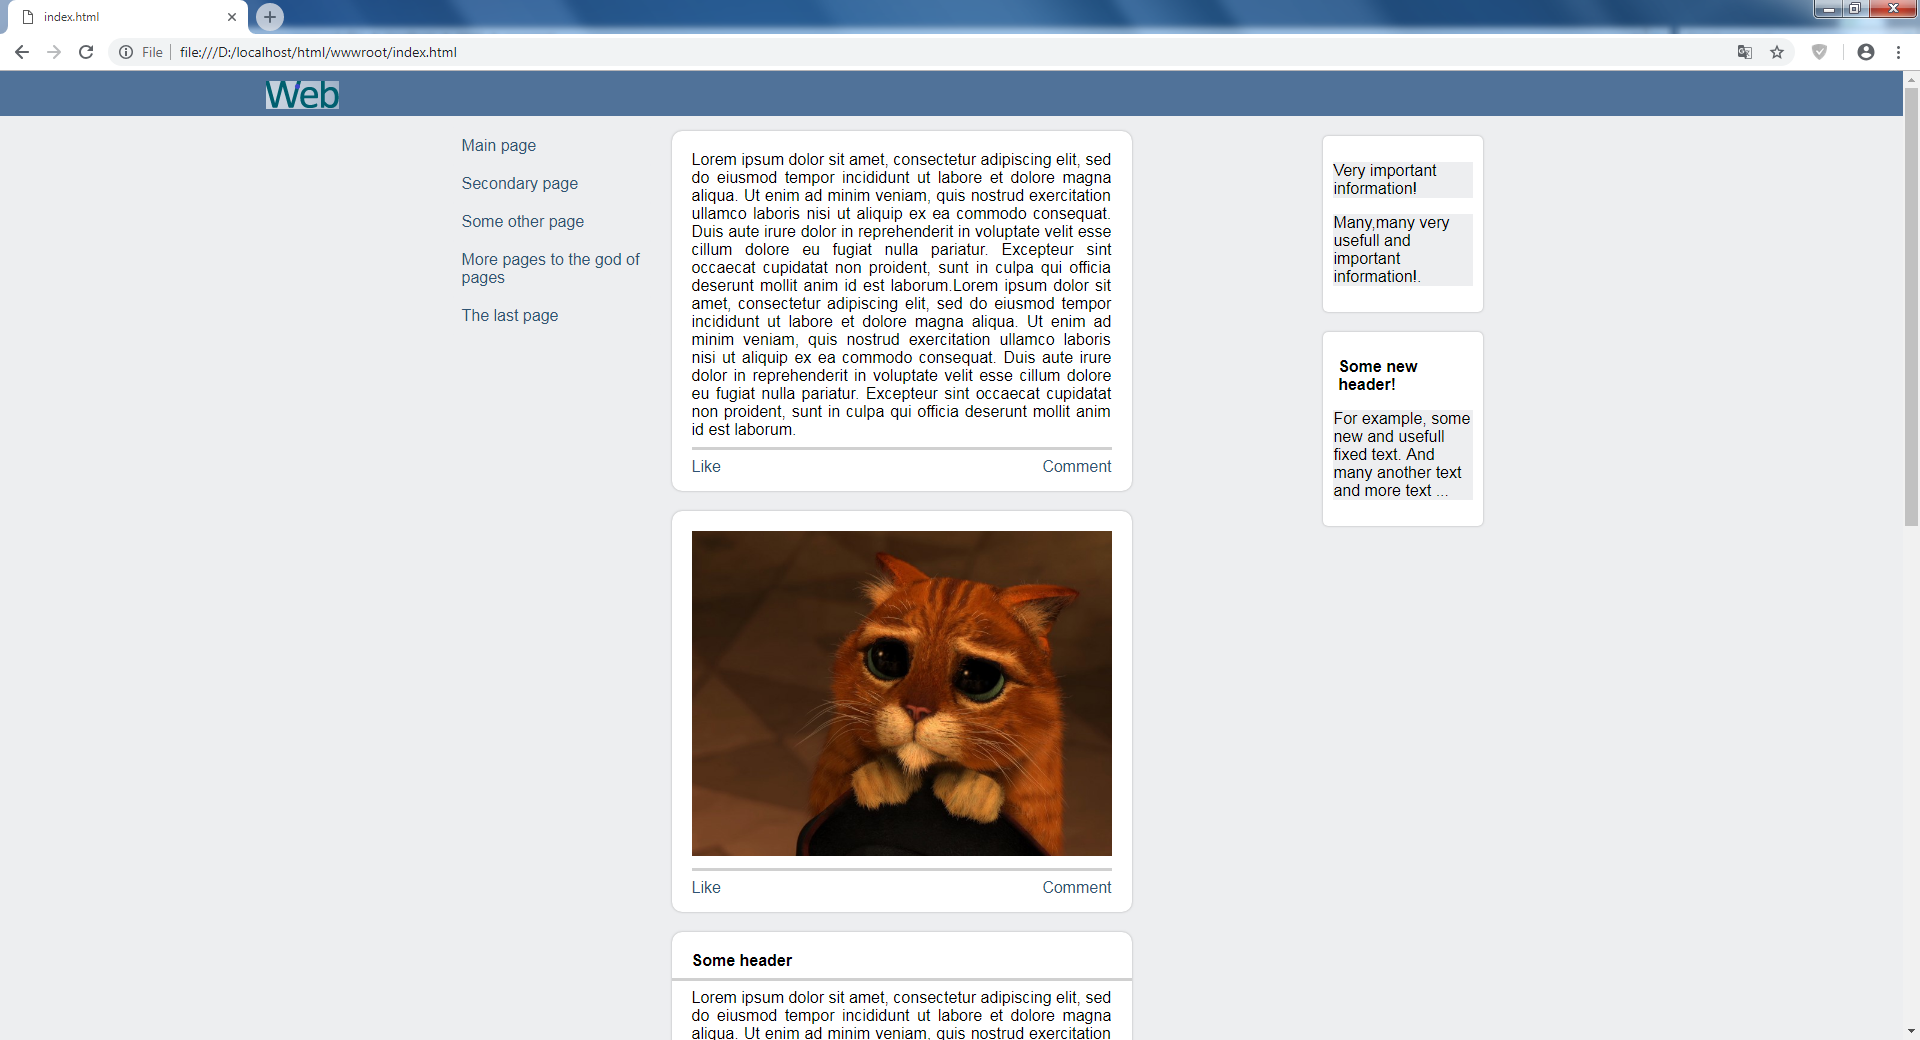 index.html
File
file:///D:/localhost/html/wwwroot/index.html
Web
Main page
Secondary page
Some other page
More pages to the god of
pages
The last page
Lorem ipsum dolor sit amet, consectetur adipiscing elit, sed
do eiusmod tempor incididunt ut labore et dolore magna
aliqua. Ut enim ad minim veniam, quis nostrud exercitation
ullamco laboris nisi ut aliquip ex ea commodo consequat.
Duis aute irure dolor in reprehenderit in voluptate velit esse
cillum dolore eu fugiat nulla pariatur. Excepteur sint
occaecat cupidatat non proident, sunt in culpa qui officia
deserunt mollit anim id est laborum.Lorem ipsum dolor sit
amet, consectetur adipiscing elit, sed do eiusmod tempor
incididunt ut labore et dolore magna aliqua. Ut enim ad
minim veniam, quis nostrud exercitation ullamco laboris
nisi ut aliquip ex ea commodo consequat. Duis aute irure
dolor in reprehenderit in voluptate velit esse cillum dolore
eu fugiat nulla pariatur. Excepteur sint occaecat cupidatat
non proident, sunt in culpa qui officia deserunt mollit anim
id est laborum.
Like
Comment
Like
Comment
Some header
Lorem ipsum dolor sit amet, consectetur adipiscing elit, sed
do eiusmod tempor incididunt ut labore et dolore magna
aliqua. Ut enim ad minim veniam, quis nostrud exercitation
Very important
information!
Many,many very
usefull and
important
information!.
Some new
header!
For example, some
new and usefull
fixed text. And
many another text
and more text ...